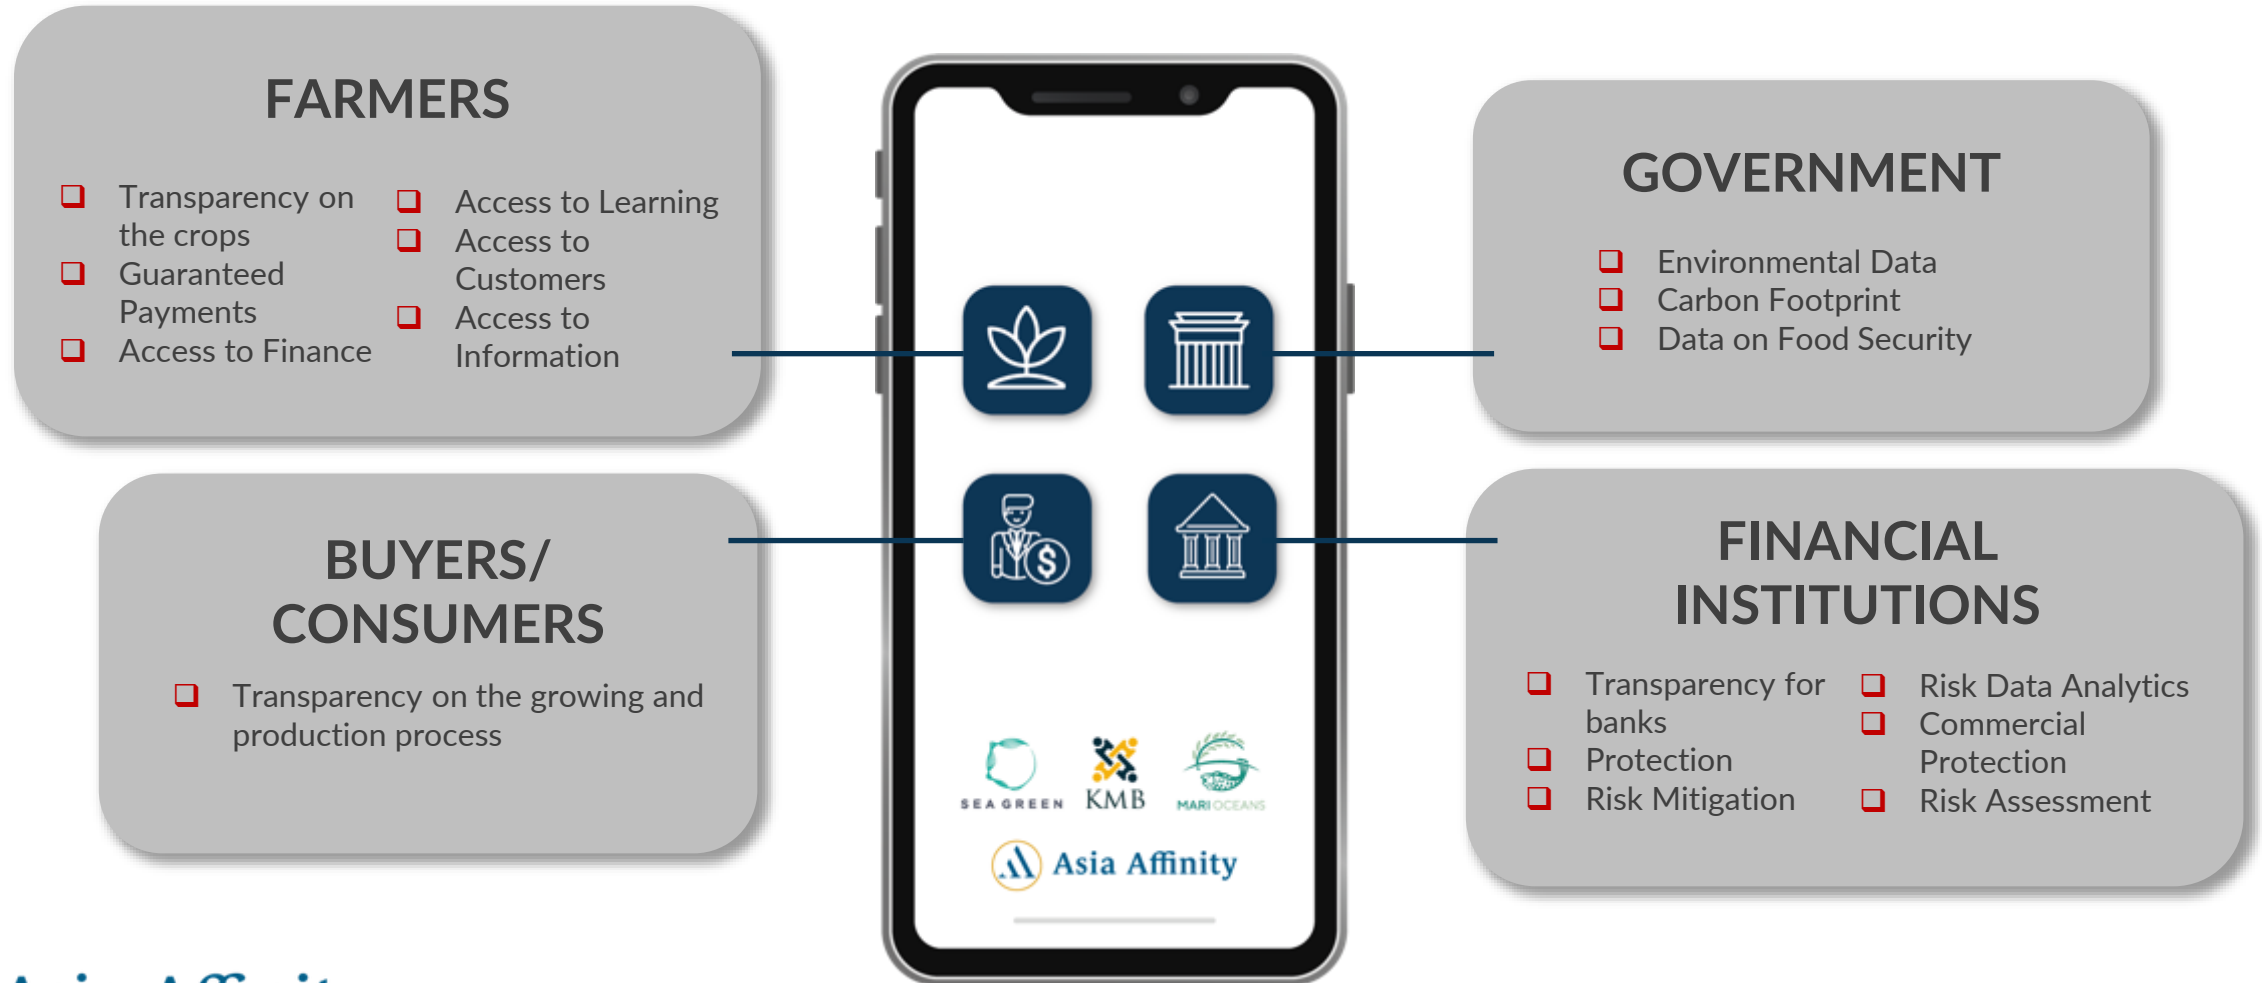 FARMERS
Transparency on
the crops
Guaranteed
Payments
Access to Finance
Access to Learning
Access to
Customers
Access to
Information
BUYERS/
CONSUMERS
Transparency on the growing and
production process
$
SEA GREEN
KMB
MARI OCEANS
Asia Affinity
GOVERNMENT
Environmental Data
Carbon Footprint
Data on Food Security
FINANCIAL
INSTITUTIONS
Transparency for
banks
Protection
Risk Mitigation
Risk Data Analytics
Commercial
Protection
Risk Assessment